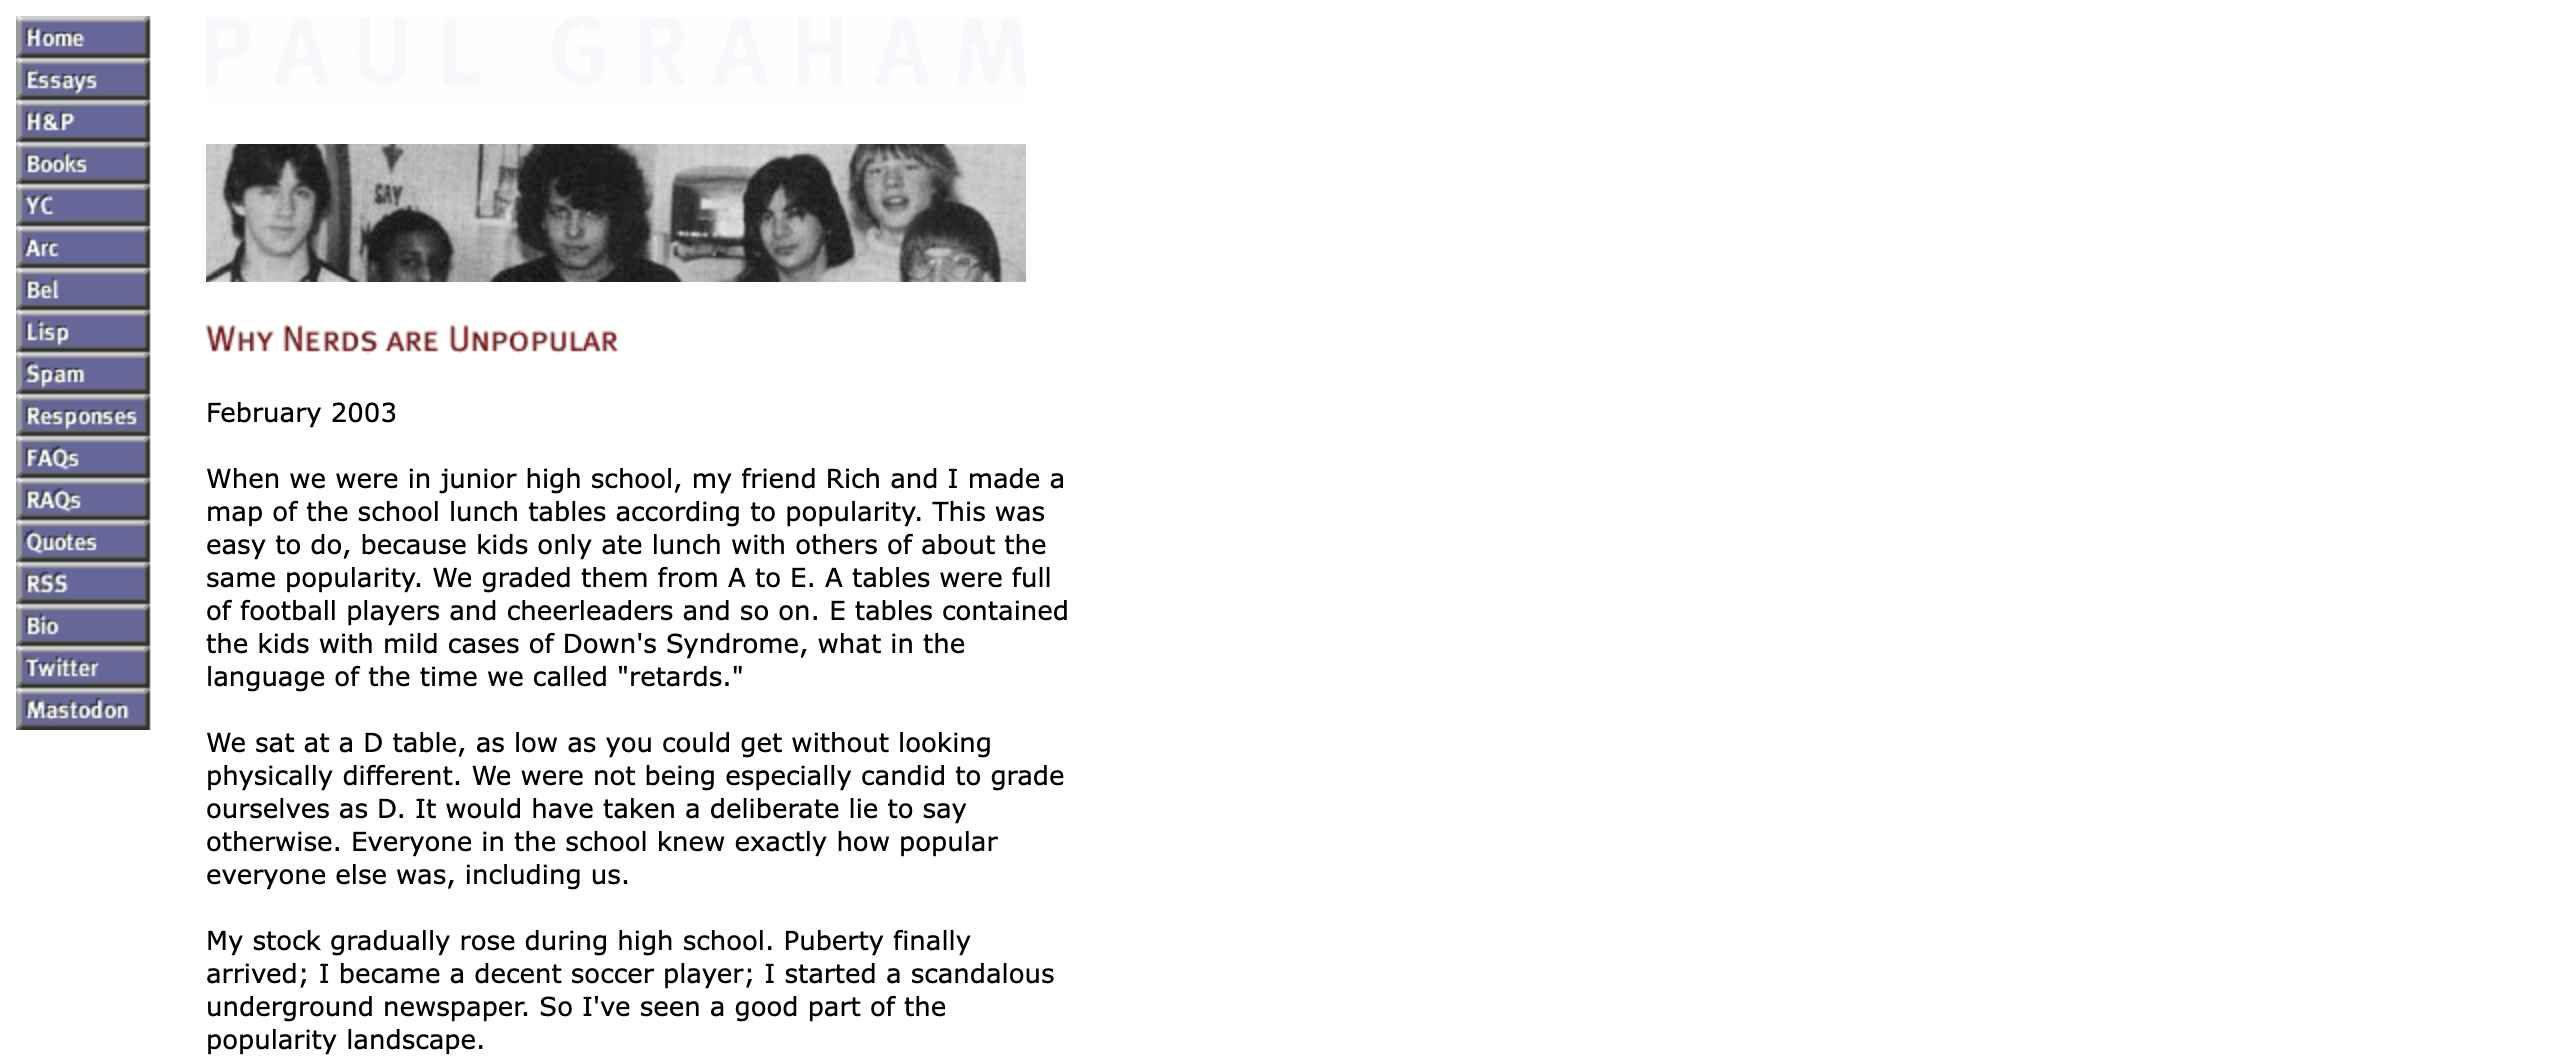 Home
Essays
H&P
Books
YC
Arc
Bel
Lisp
Spam
Responses
FAQs
RAQs
Quotes
RSS
Bio
Twitter
Mastodon
PAUL GRAHAM
SAY
WHY NERDS ARE UNPOPULAR
February 2003
When we were in junior high school, my friend Rich and I made a
map of the school lunch tables according to popularity. This was
easy to do, because kids only ate lunch with others of about the
same popularity. We graded them from A to E. A tables were full
of football players and cheerleaders and so on. E tables contained
the kids with mild cases of Down's Syndrome, what in the
language of the time we called "retards."
We sat at a D table, as low as you could get without looking
physically different. We were not being especially candid to grade
ourselves as D. It would have taken a deliberate lie to say
otherwise. Everyone in the school knew exactly how popular
everyone else was, including us.
My stock gradually rose during high school. Puberty finally
arrived; I became a decent soccer player; I started a scandalous
underground newspaper. So I've seen a good part of the
popularity landscape.